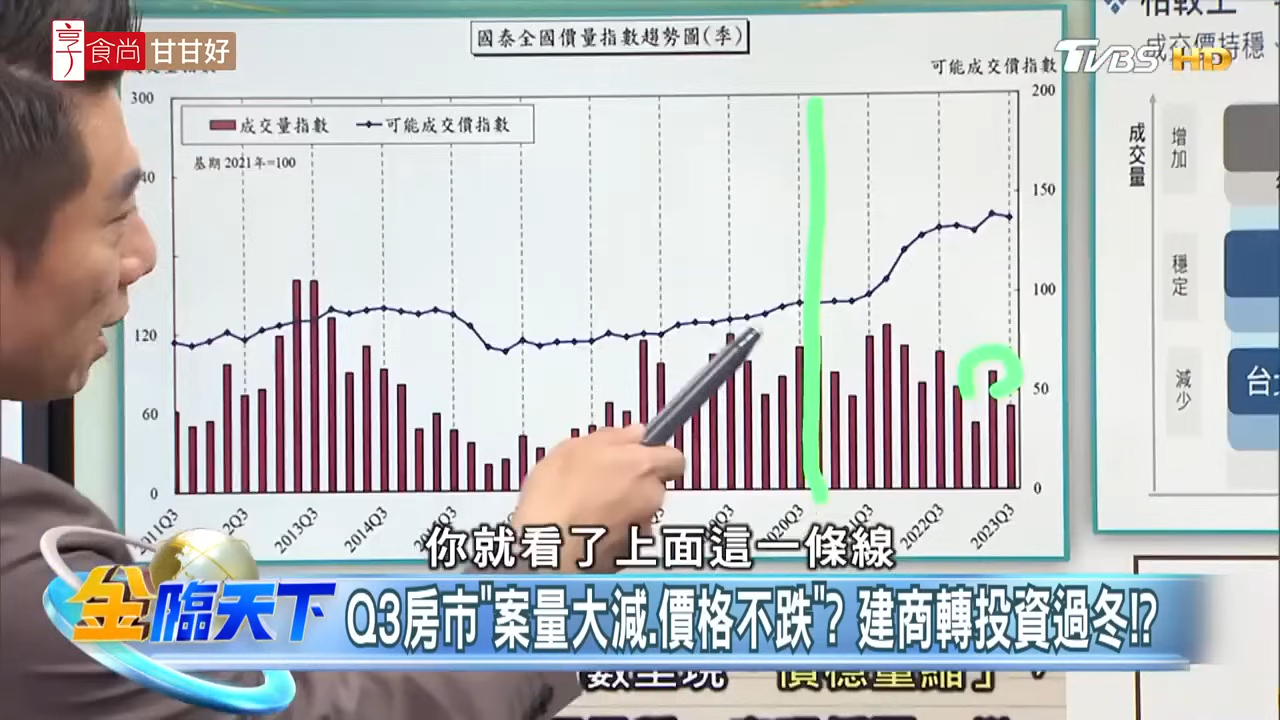 享食尚 甘甘好
國泰全國價量指數趨勢圖(季)
TVBS HD
可能成交價指數
成交價持穩
300
200
成交量指數
可能成交價指數
基期 2021年=100
150
100
120
50
60
0
0
2013Q3
2014Q3
2020Q3
2022Q3
2023Q3
成交量
增加
穩定
減少
你就看了上面這一條線
金臨天下
Q3房市"案量大減.價格不跌"? 建商轉投資過冬!?